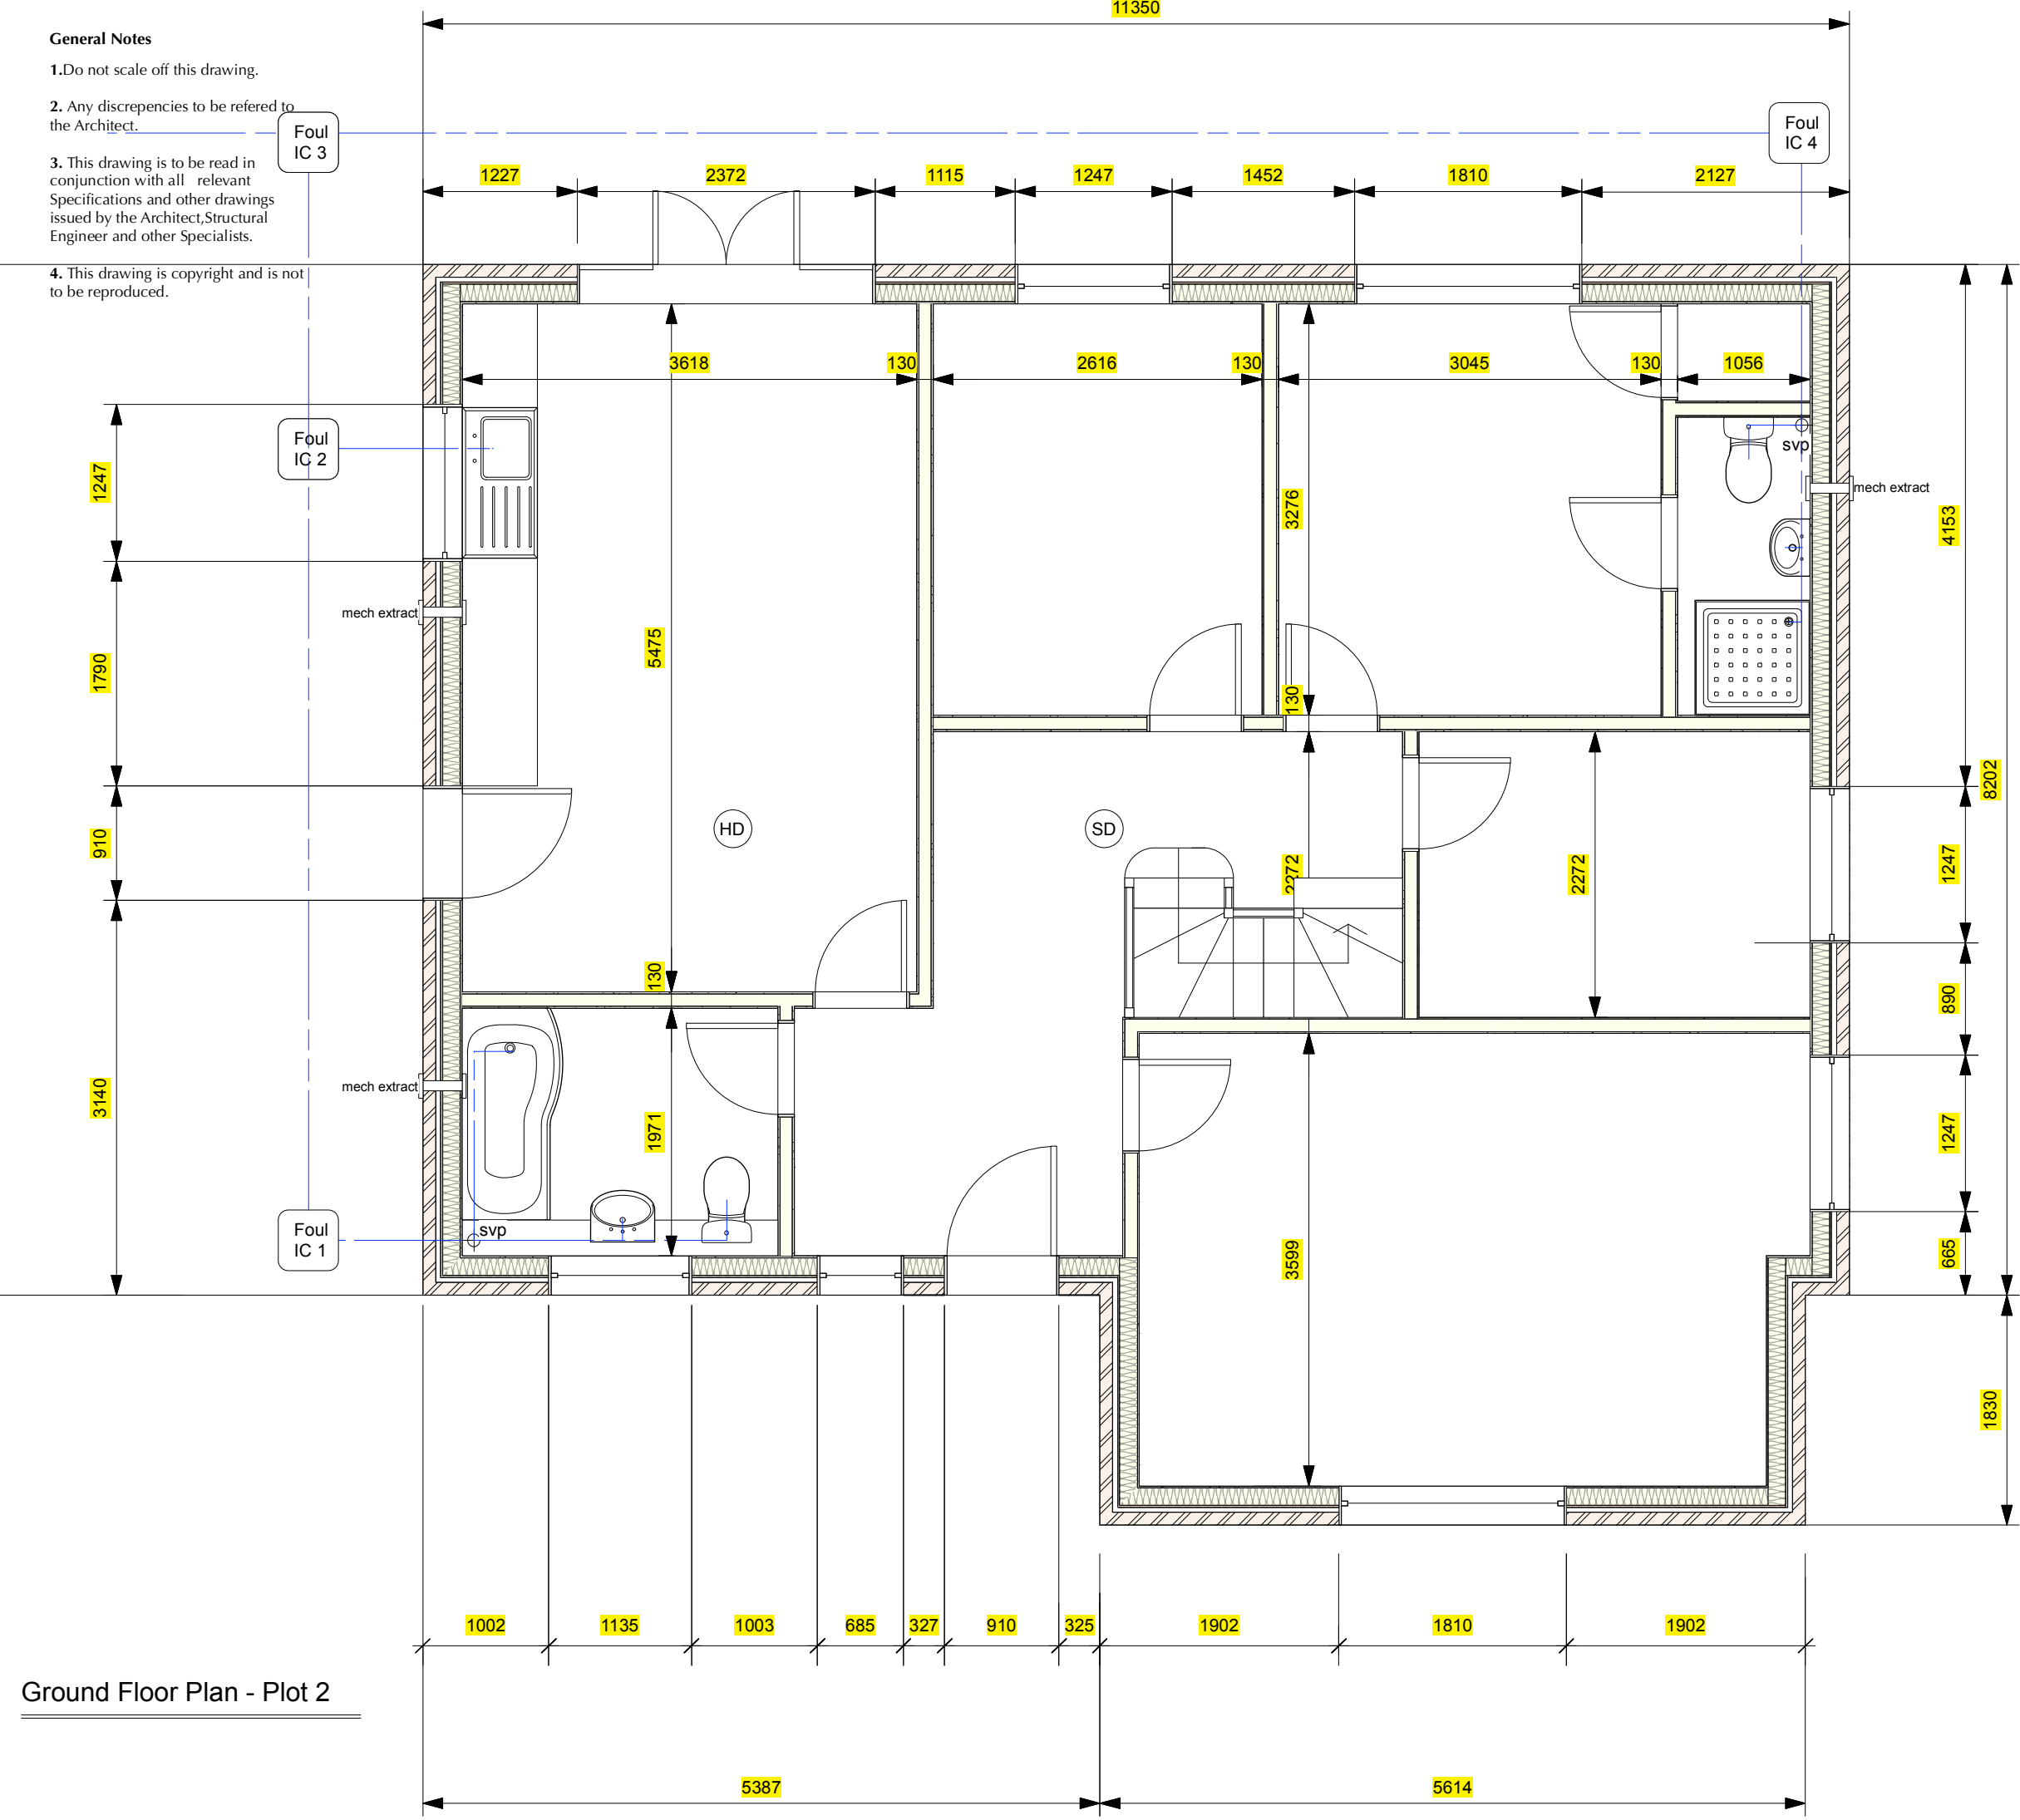 11350
General Notes
1.Do not scale off this drawing.
2. Any discrepencies to be refered to
the Architect.
3. This drawing is to be read in
conjunction with all relevant
Specifications and other drawings
issued by the Architect,Structural
Engineer and other Specialists.
4. This drawing is copyright and is not
to be reproduced.
Foul
IC 3
Foul
IC 4
1227 2372 1115 1247 1452 1810 2127
3618 130 2616 130 3045 130 1056
Foul
IC 2
svp
1247
3276
4153
mech extract
mech extract
5475
1790
130
8202
HD
SD
910
2272
2272
1247
130
890
mech extract
3140
1971
1247
svp
Foul
IC 1
3599
665
1830
1002 1135 1003 685 327 910 325 1902 1810 1902
Ground Floor Plan - Plot 2
5387 5614